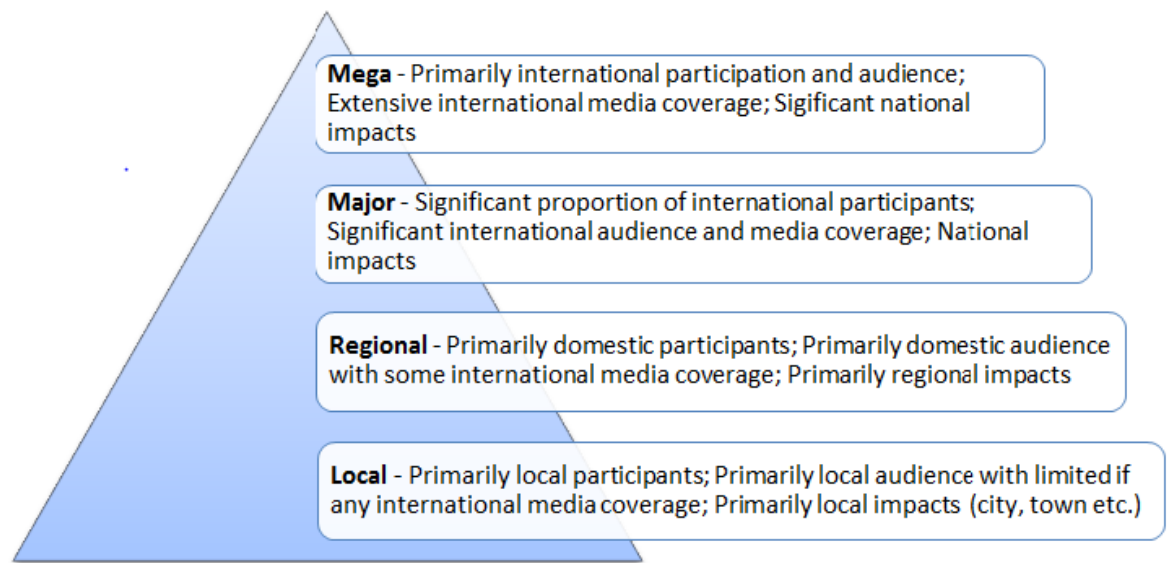 Mega - Primarily international participation and audience;
Extensive international media coverage; Sigificant national
impacts
Major - Significant proportion of international participants;
Significant international audience and media coverage; National
impacts
Regional - Primarily domestic participants; Primarily domestic audience
with some international media coverage; Primarily regional impacts
Local - Primarily local participants; Primarily local audience with limited if
any international media coverage; Primarily local impacts (city, town etc.)